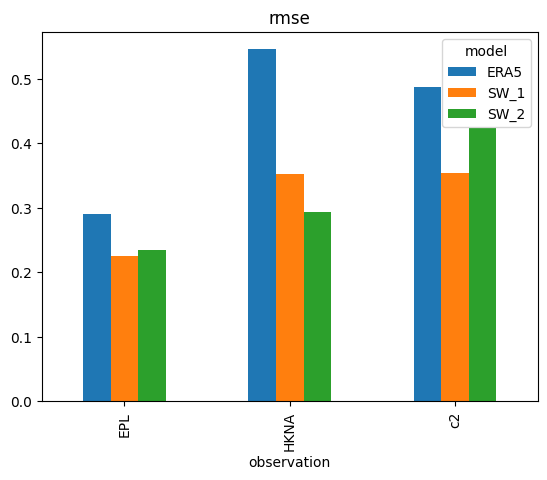 rmse
model
ERA5
SW_1
SW_2
0.5
0.4
0.3
0.2
0.1
0.0
EPL
HKNA
c2
observation